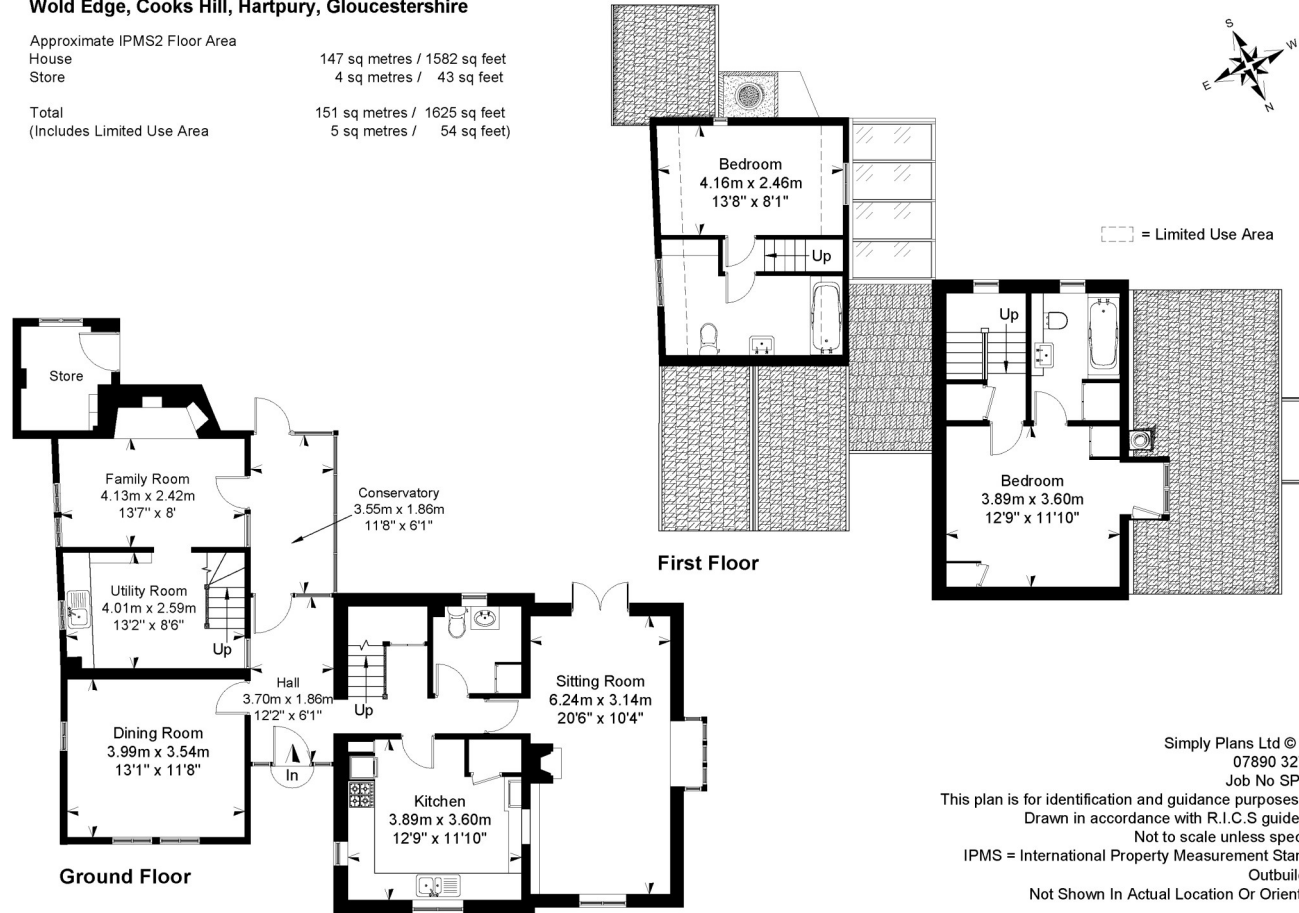 Wold Edge, Cooks Hill, Hartpury, Gloucestershire
Approximate IPMS2 Floor Area
House 147 sq metres / 1582 sq feet
Store 4 sq metres / 43 sq feet
Total 151 sq metres / 1625 sq feet
(Includes Limited Use Area 5 sq metres / 54 sq feet)
S
W
E
N
Bedroom
4.16m x 2.46m
13'8" x 8'1"
Up
= Limited Use Area
Up
Bedroom
3.89m x 3.60m
12'9" x 11'10"
First Floor
Store
Family Room
4.13m x 2.42m
13'7" x 8'
Conservatory
3.55m x 1.86m
11'8" x 6'1"
Utility Room
4.01m x 2.59m
13'2" x 8'6"
Up
Hall
3.70m x 1.86m
12'2" x 6'1"
Up
Sitting Room
6.24m x 3.14m
20'6" x 10'4"
Dining Room
3.99m x 3.54m
13'1" x 11'8"
In
Kitchen
3.89m x 3.60m
12'9" x 11'10"
Ground Floor
Simply Plans Ltd ©
07890 32
Job No SP
This plan is for identification and guidance purposes
Drawn in accordance with R.I.C.S guide
Not to scale unless spec
IPMS = International Property Measurement Stan
Outbuil
Not Shown In Actual Location Or Orient